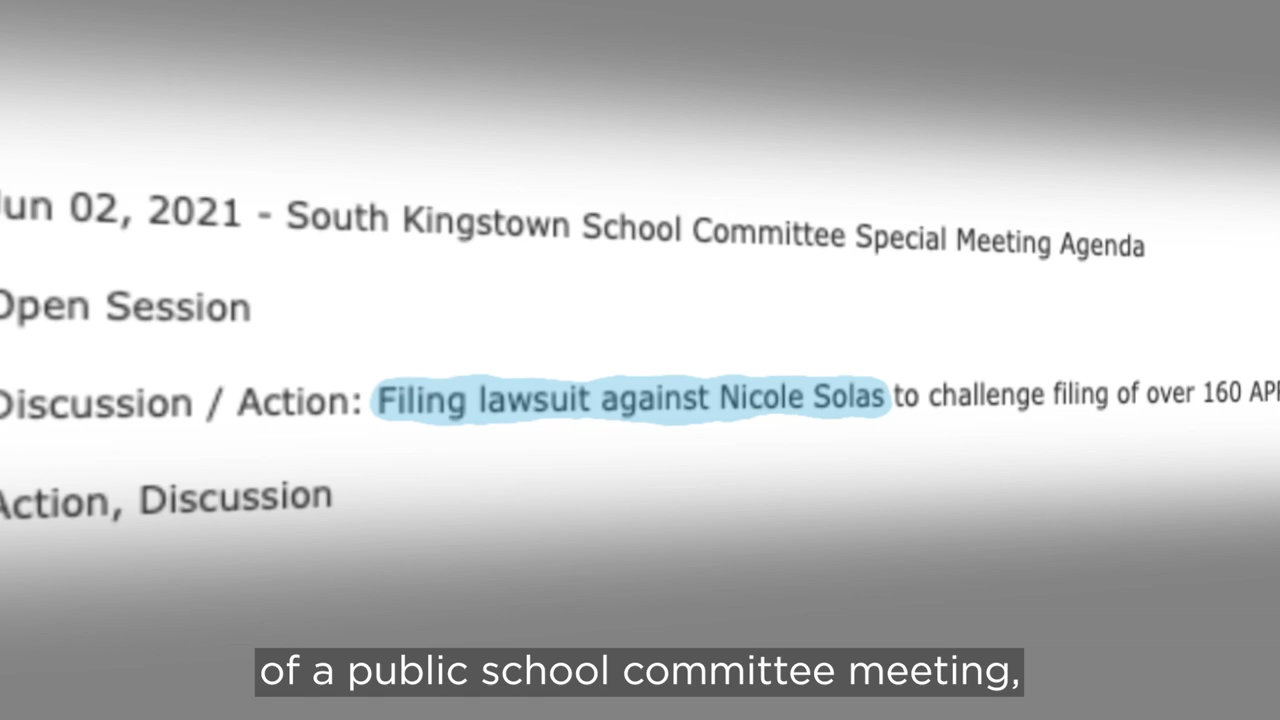 Jun 02, 2021 - South Kingstown School Committee Special Meeting Agenda
Open Session
Discussion / Action: Filing lawsuit against Nicole Solas to challenge filing of over 160
Action, Discussion
of a public school committee meeting,